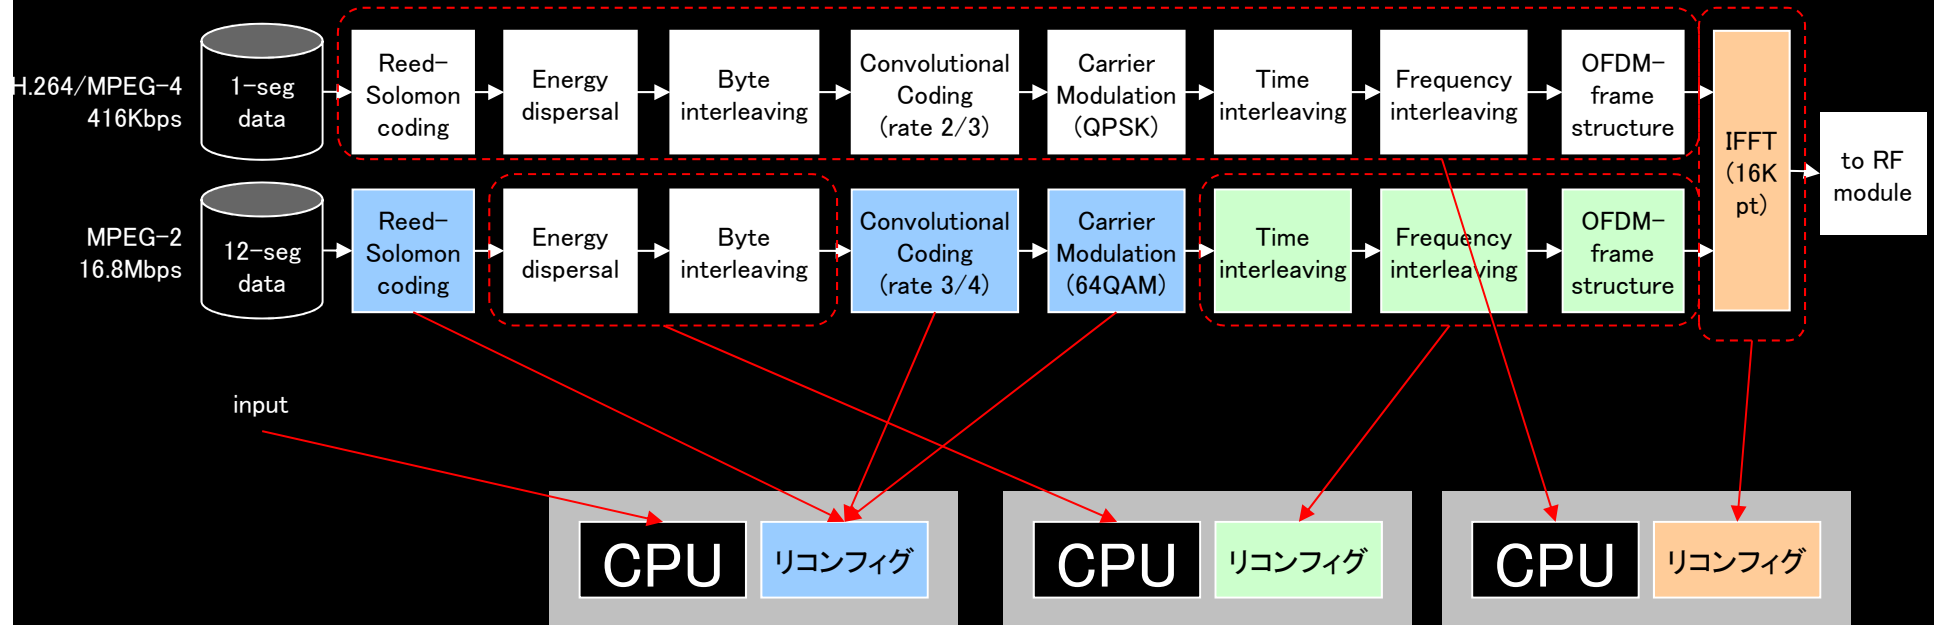 H.264/MPEG-4
416Kbps
1-seg
data
Reed-
Solomon
coding
Energy
dispersal
Byte
interleaving
Convolutional
Coding
(rate 2/3)
Carrier
Modulation
(QPSK)
Time
interleaving
Frequency
interleaving
OFDM-
frame
structure
IFFT
(16K
pt)
to RF
module
MPEG-2
16.8Mbps
12-seg
data
Reed-
Solomon
coding
Energy
dispersal
Byte
interleaving
Convolutional
Coding
(rate 3/4)
Carrier
Modulation
(64QAM)
Time
interleaving
Frequency
interleaving
OFDM-
frame
structure
input
CPU
リコンフィグ
CPU
リコンフィグ
CPU
リコンフィグ